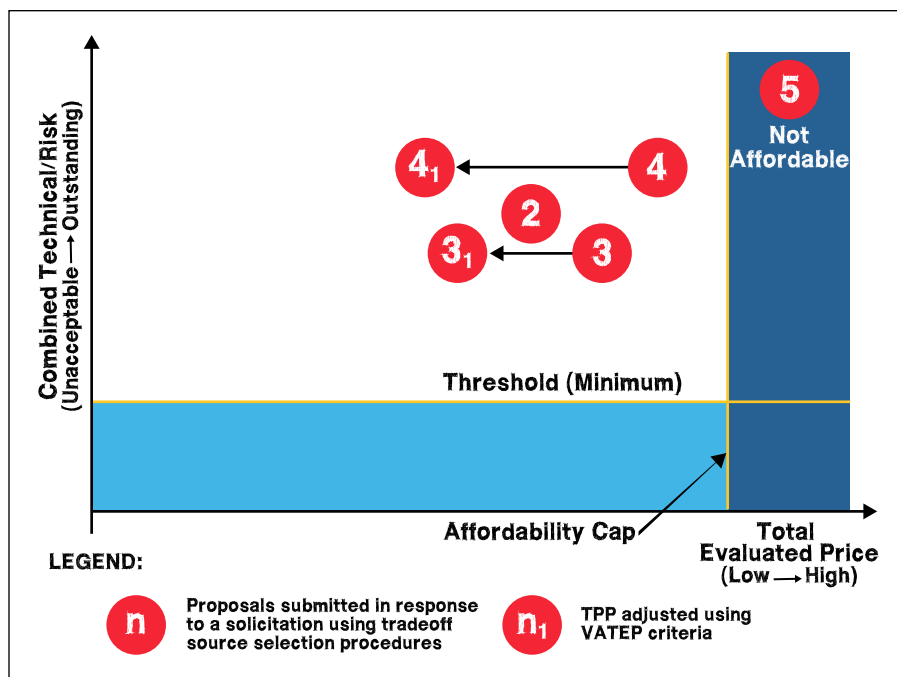 5
Not
Affordable
4₁
4
2
3₁
3
Combined Technical/Risk
(Unacceptable → Outstanding)
Threshold (Minimum)
Affordability Cap
Total
Evaluated Price
(Low → High)
LEGEND:
n
Proposals submitted in response
to a solicitation using tradeoff
source selection procedures
n₁
TPP adjusted using
VATEP criteria